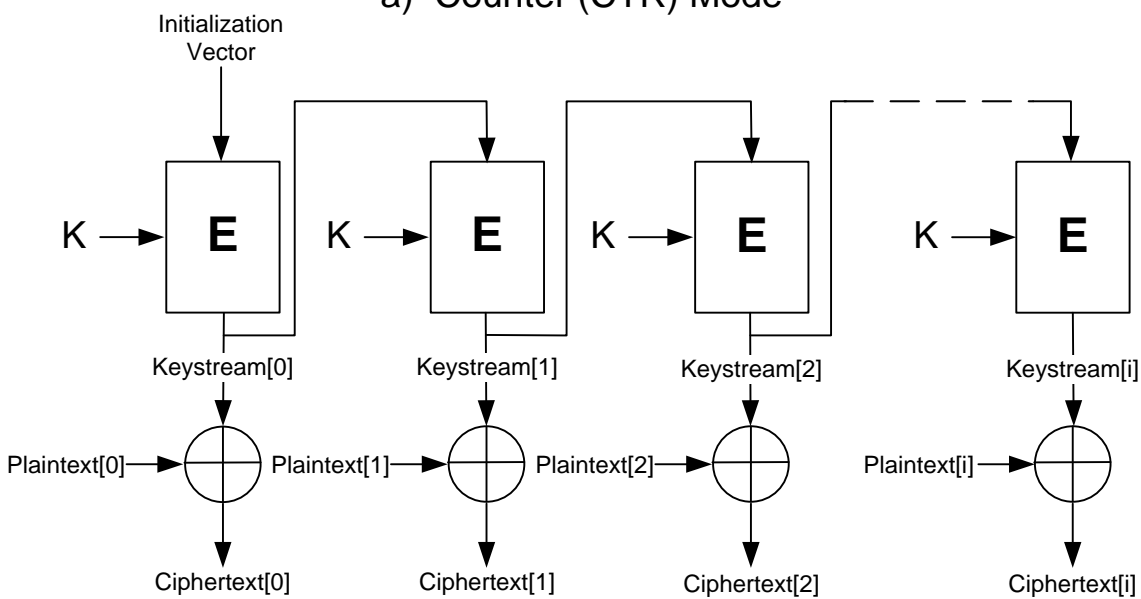 a) Counter (CTR) Mode
Initialization
Vector
K E K E K E K E
Keystream[0] Keystream[1] Keystream[2] Keystream[i]
Plaintext[0] Plaintext[1] Plaintext[2] Plaintext[i]
Ciphertext[0] Ciphertext[1] Ciphertext[2] Ciphertext[i]